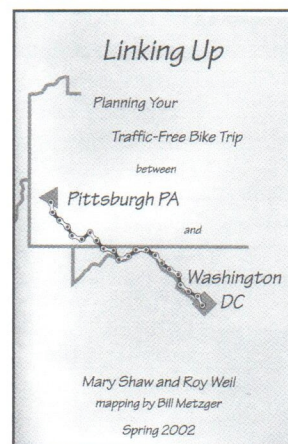 Linking Up
Planning Your
Traffic-Free Bike Trip
between
Pittsburgh PA
and
Washington
DC
Mary Shaw and Roy Weil
mapping by Bill Metzger
Spring 2002